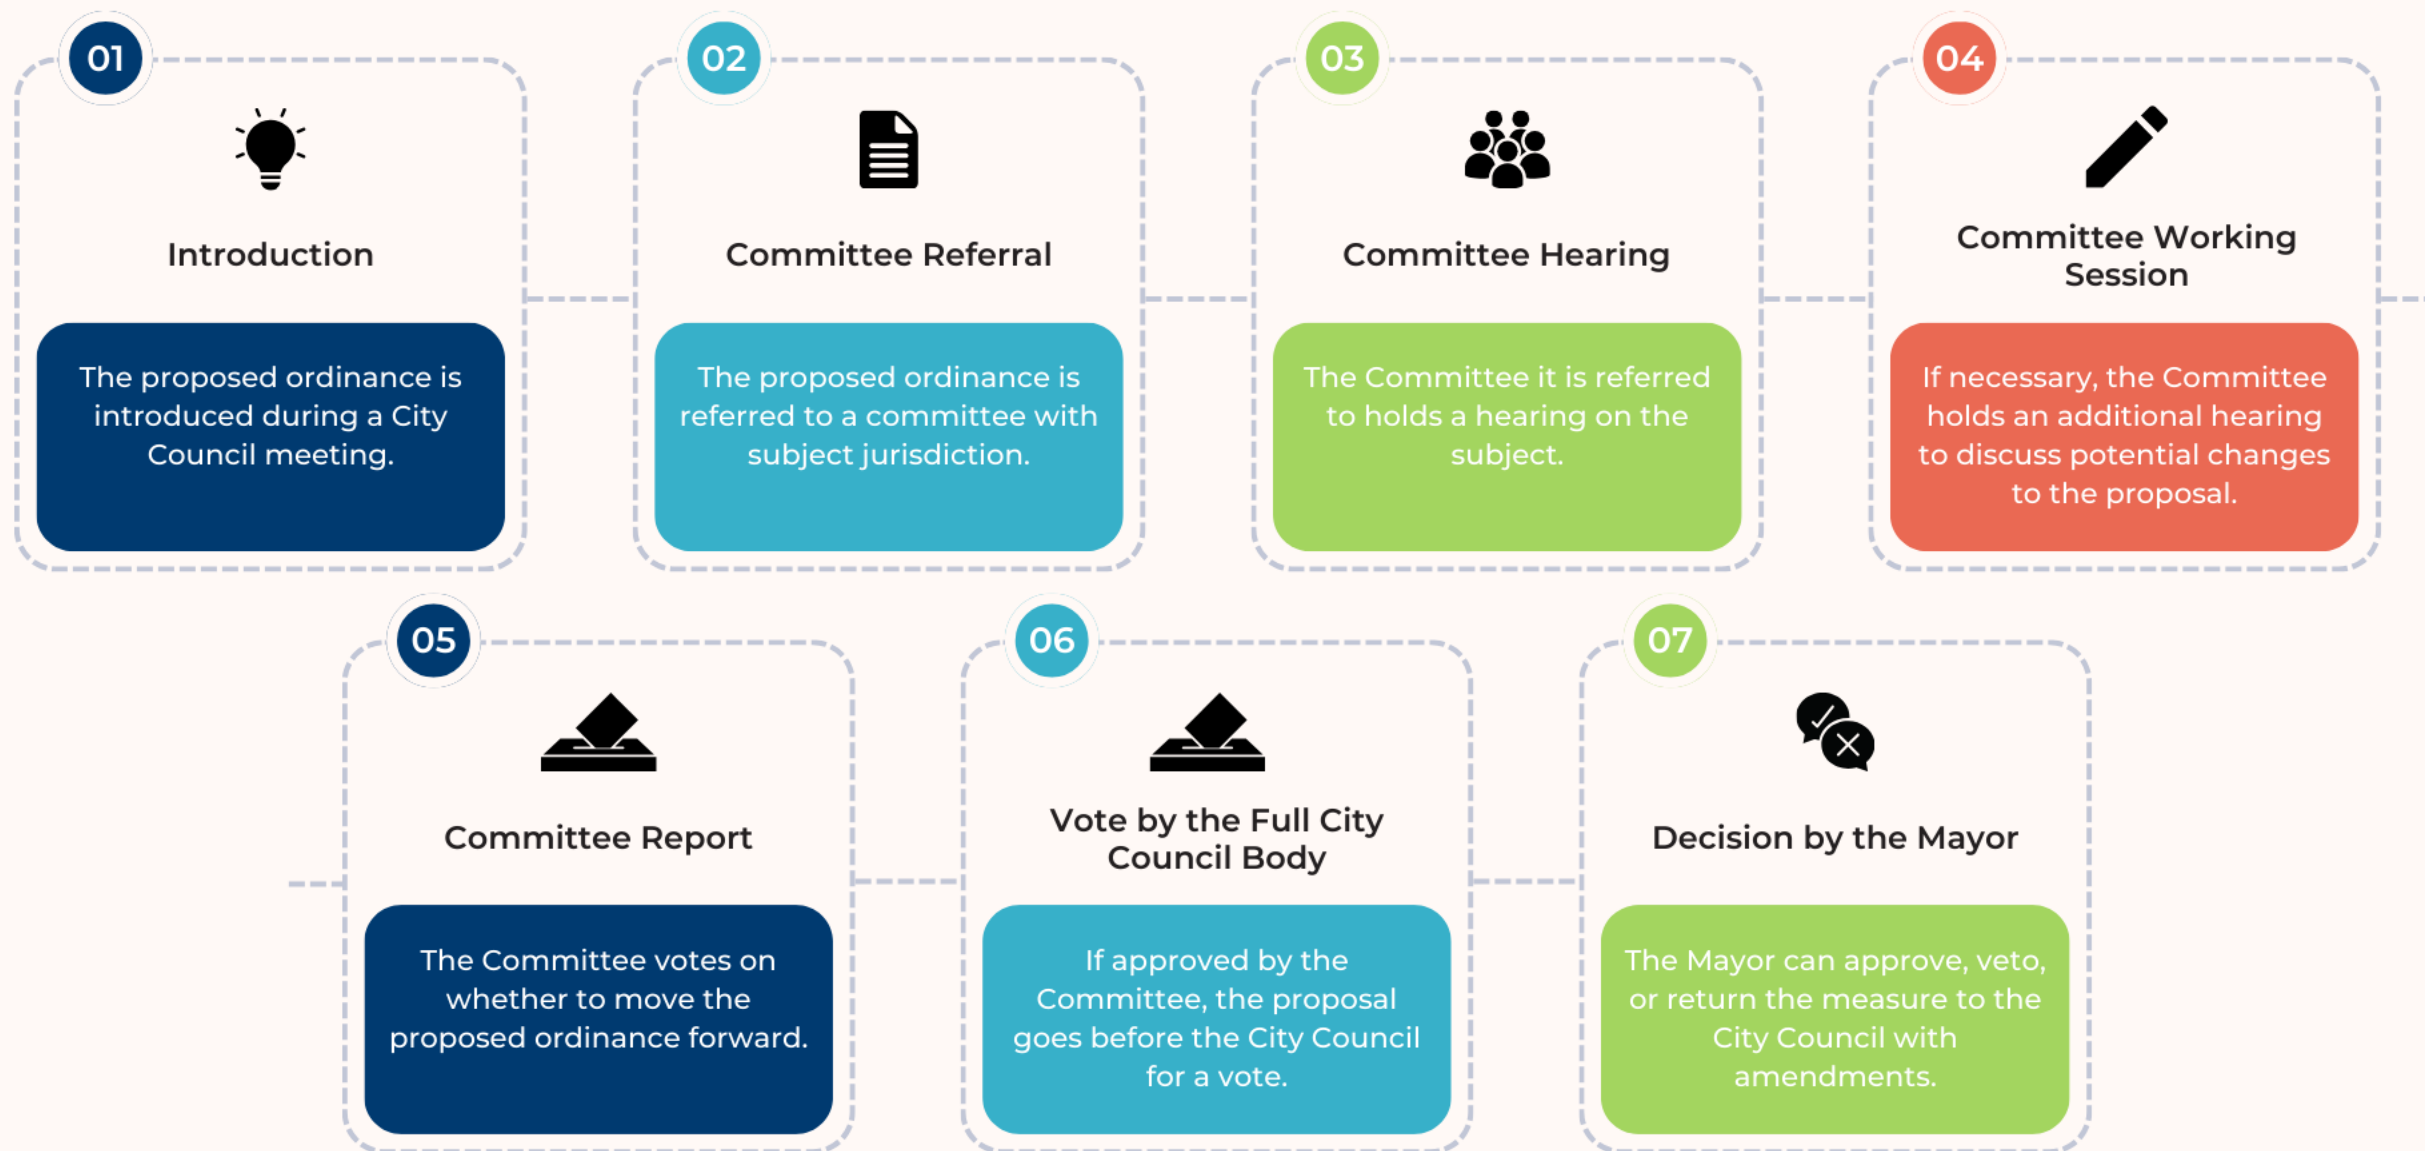 01
Introduction
The proposed ordinance is
introduced during a City
Council meeting.
02
Committee Referral
The proposed ordinance is
referred to a committee with
subject jurisdiction.
03
Committee Hearing
The Committee it is referred
to holds a hearing on the
subject.
04
Committee Working
Session
If necessary, the Committee
holds an additional hearing
to discuss potential changes
to the proposal.
05
Committee Report
The Committee votes on
whether to move the
proposed ordinance forward.
06
Vote by the Full City
Council Body
If approved by the
Committee, the proposal
goes before the City Council
for a vote.
07
Decision by the Mayor
The Mayor can approve, veto,
or return the measure to the
City Council with
amendments.